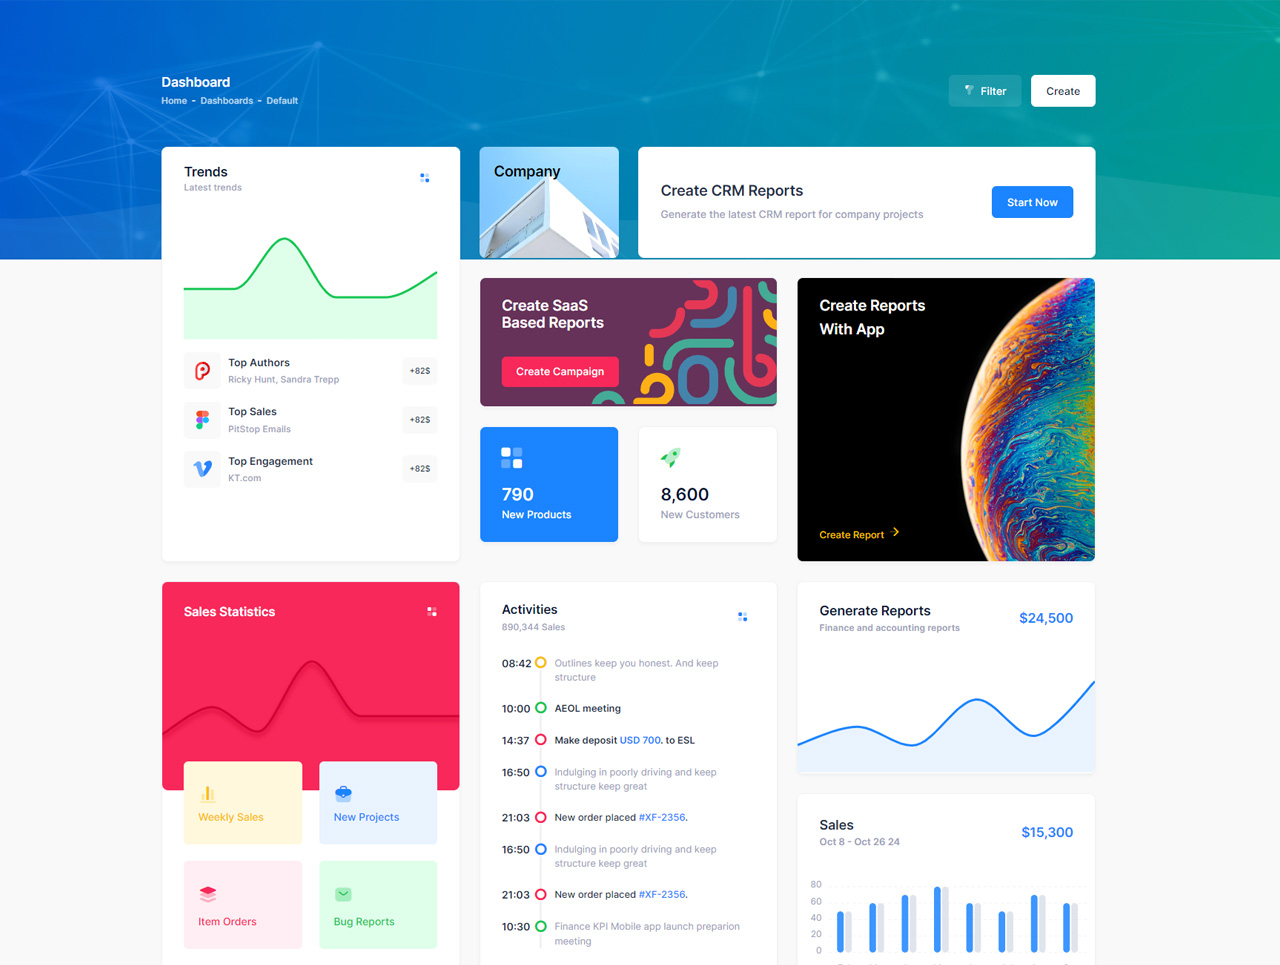 Dashboard
Home - Dashboards - Default
Filter
Create
Trends
Latest trends
Top Authors
Ricky Hunt, Sandra Trepp
+82$
Top Sales
PitStop Emails
+82$
Top Engagement
KT.com
+82$
Company
Create CRM Reports
Generate the latest CRM report for company projects
Start Now
Create SaaS
Based Reports
Create Campaign
790
New Products
8,600
New Customers
Create Reports
With App
Create Report
Sales Statistics
Weekly Sales
New Projects
Item Orders
Bug Reports
Activities
890,344 Sales
08:42 Outlines keep you honest. And keep
structure
10:00 AEOL meeting
14:37 Make deposit USD 700. to ESL
16:50 Indulging in poorly driving and keep
structure keep great
21:03 New order placed #XF-2356.
16:50 Indulging in poorly driving and keep
structure keep great
21:03 New order placed #XF-2356.
10:30 Finance KPI Mobile app launch preparion
meeting
Generate Reports
Finance and accounting reports
$24,500
Sales
Oct 8 - Oct 26 24
$15,300
80
60
40
20
0